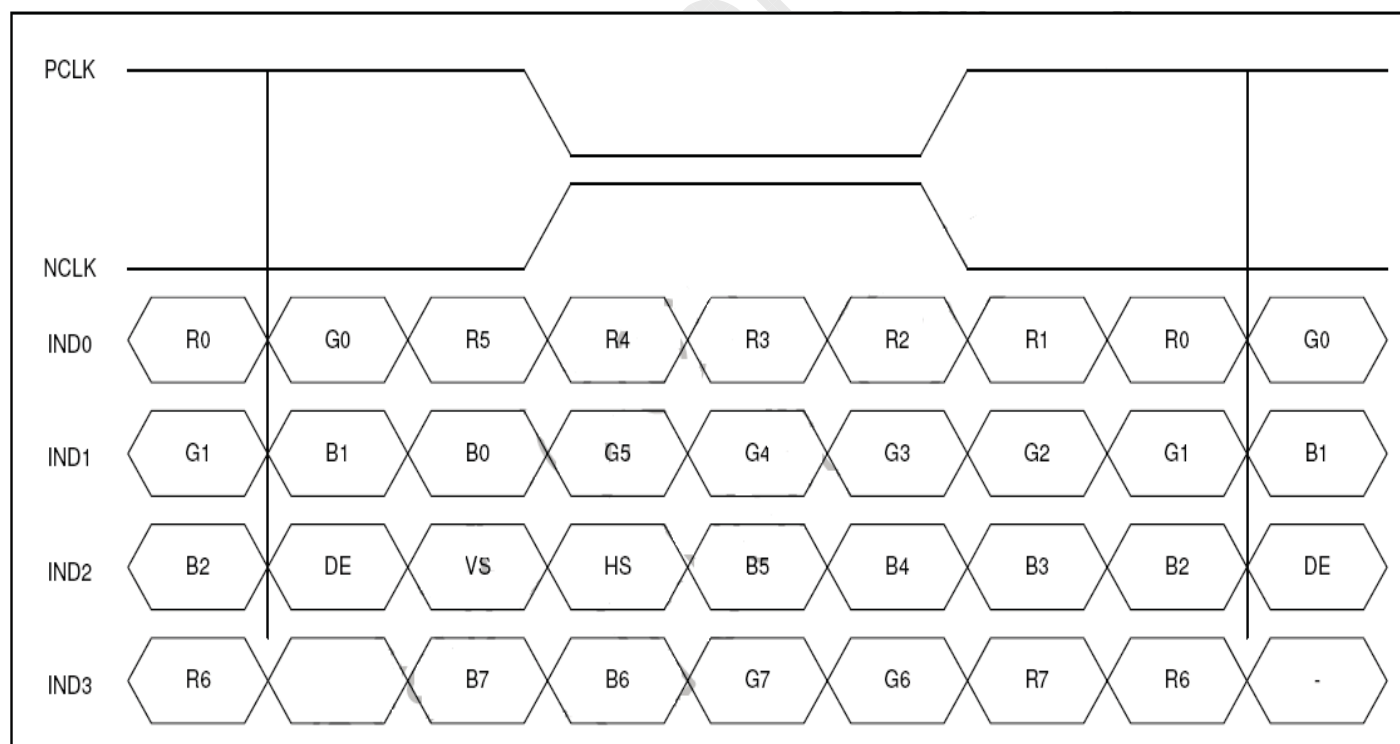 PCLK
NCLK
IND0 R0 G0 R5 R4 R3 R2 R1 R0 G0
IND1 G1 B1 B0 G5 G4 G3 G2 G1 B1
IND2 B2 DE VS HS B5 B4 B3 B2 DE
IND3 R6 B7 B6 G7 G6 R7 R6 -